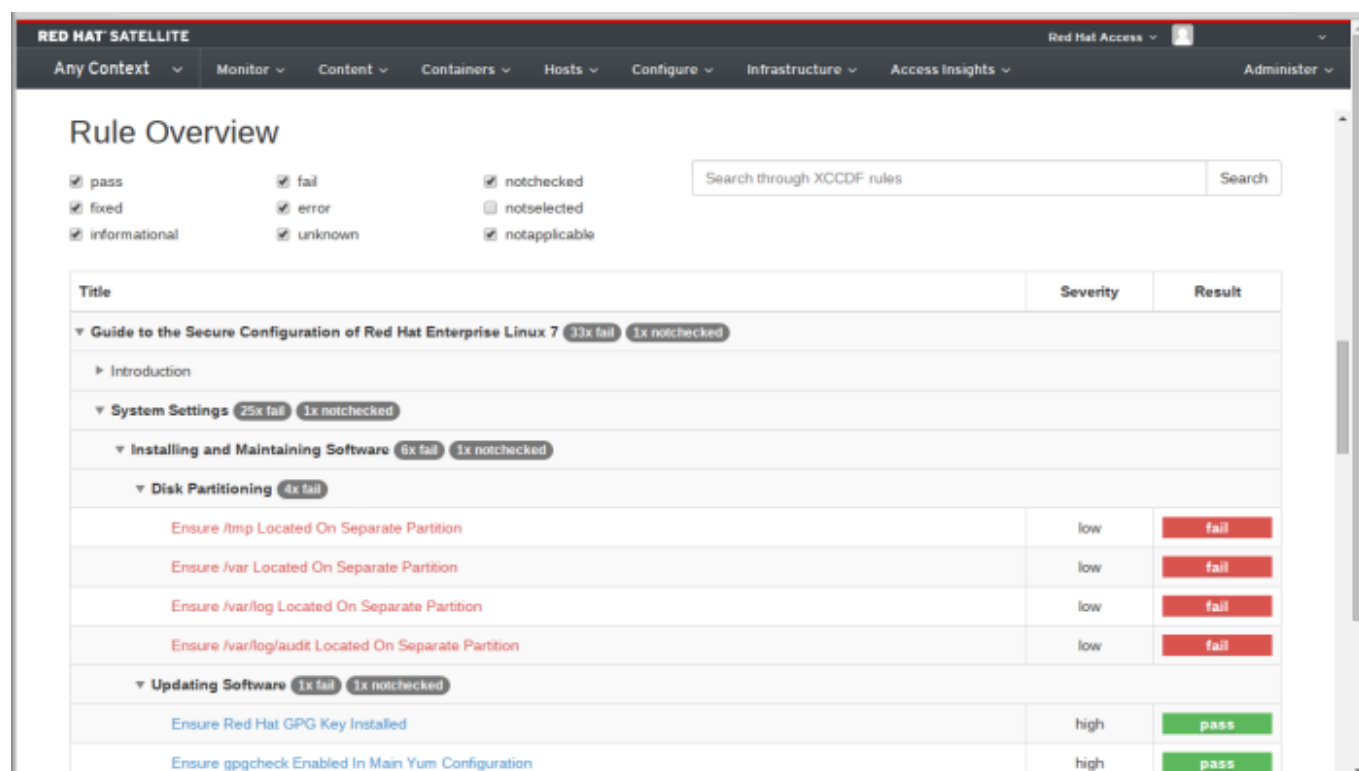 RED HAT SATELLITE
Red Hat Access
Any Context Monitor Content Containers Hosts Configure Infrastructure Access Insights Administer
Rule Overview
pass fail notchecked
Search through XCCDF rules Search
fixed error notselected
informational unknown notapplicable
Title Severity Result
Guide to the Secure Configuration of Red Hat Enterprise Linux 7 33x fail 1x notchecked
Introduction
System Settings 25x fail 1x notchecked
Installing and Maintaining Software 6x fail 1x notchecked
Disk Partitioning 4x fail
Ensure /tmp Located On Separate Partition low fail
Ensure /var Located On Separate Partition low fail
Ensure /var/log Located On Separate Partition low fail
Ensure /var/log/audit Located On Separate Partition low fail
Updating Software 1x fail 1x notchecked
Ensure Red Hat GPG Key Installed high pass
Ensure gpgcheck Enabled In Main Yum Configuration high pass